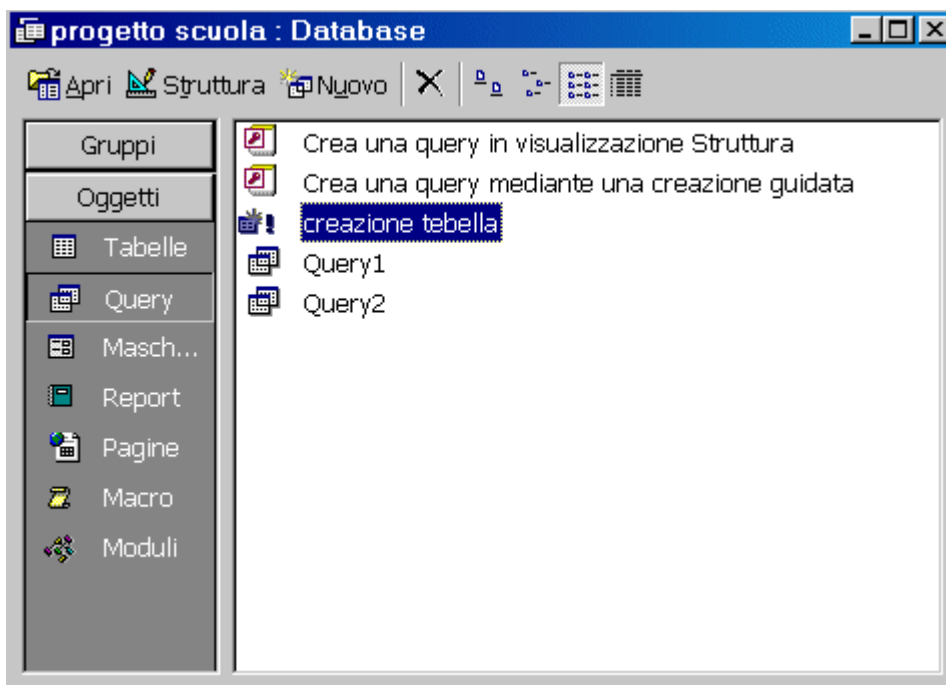 progetto scuola : Database
Apri Struttura Nuovo
Gruppi
Oggetti
Tabelle
Query
Masch...
Report
Pagine
Macro
Moduli
Crea una query in visualizzazione Struttura
Crea una query mediante una creazione guidata
creazione tebella
Query1
Query2